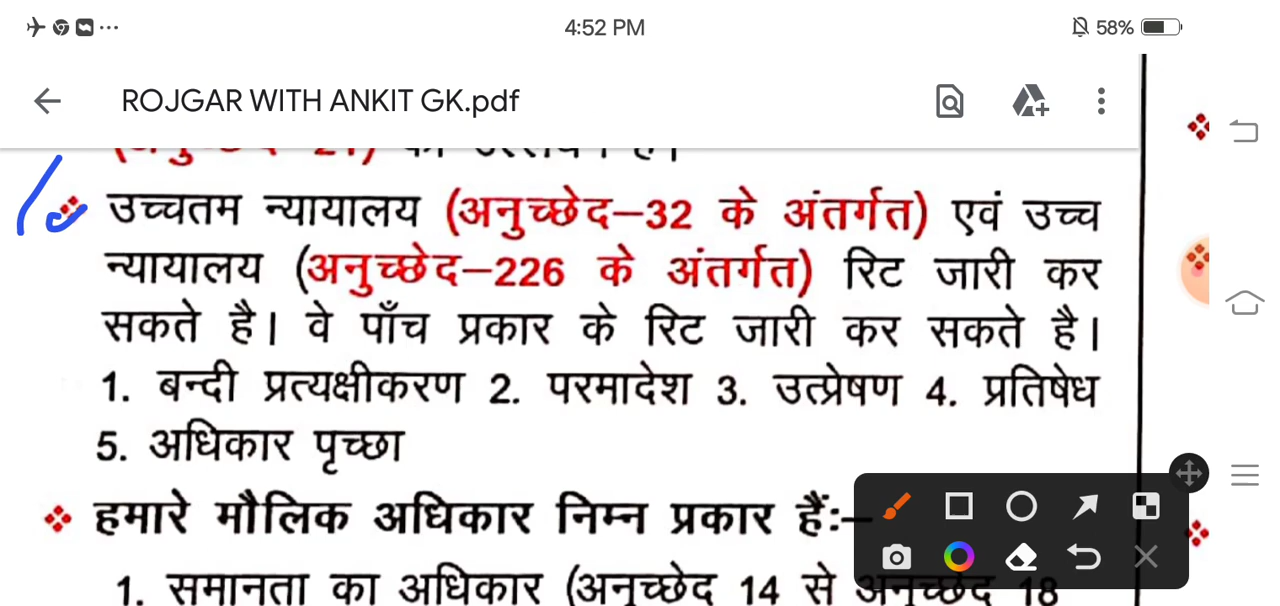 4:52 PM
58%
ROJGAR WITH ANKIT GK.pdf
उच्चतम न्यायालय (अनुच्छेद–32 के अंतर्गत) एवं उच्च
न्यायालय (अनुच्छेद–226 के अंतर्गत) रिट जारी कर
सकते है। वे पाँच प्रकार के रिट जारी कर सकते है।
1. बन्दी प्रत्यक्षीकरण 2. परमादेश 3. उत्प्रेषण 4. प्रतिषेध
5. अधिकार पृच्छा
हमारे मौलिक अधिकार निम्न प्रकार हैं:–
1. समानता का अधिकार (अनुच्छेद 14 से अनुच्छेद 18